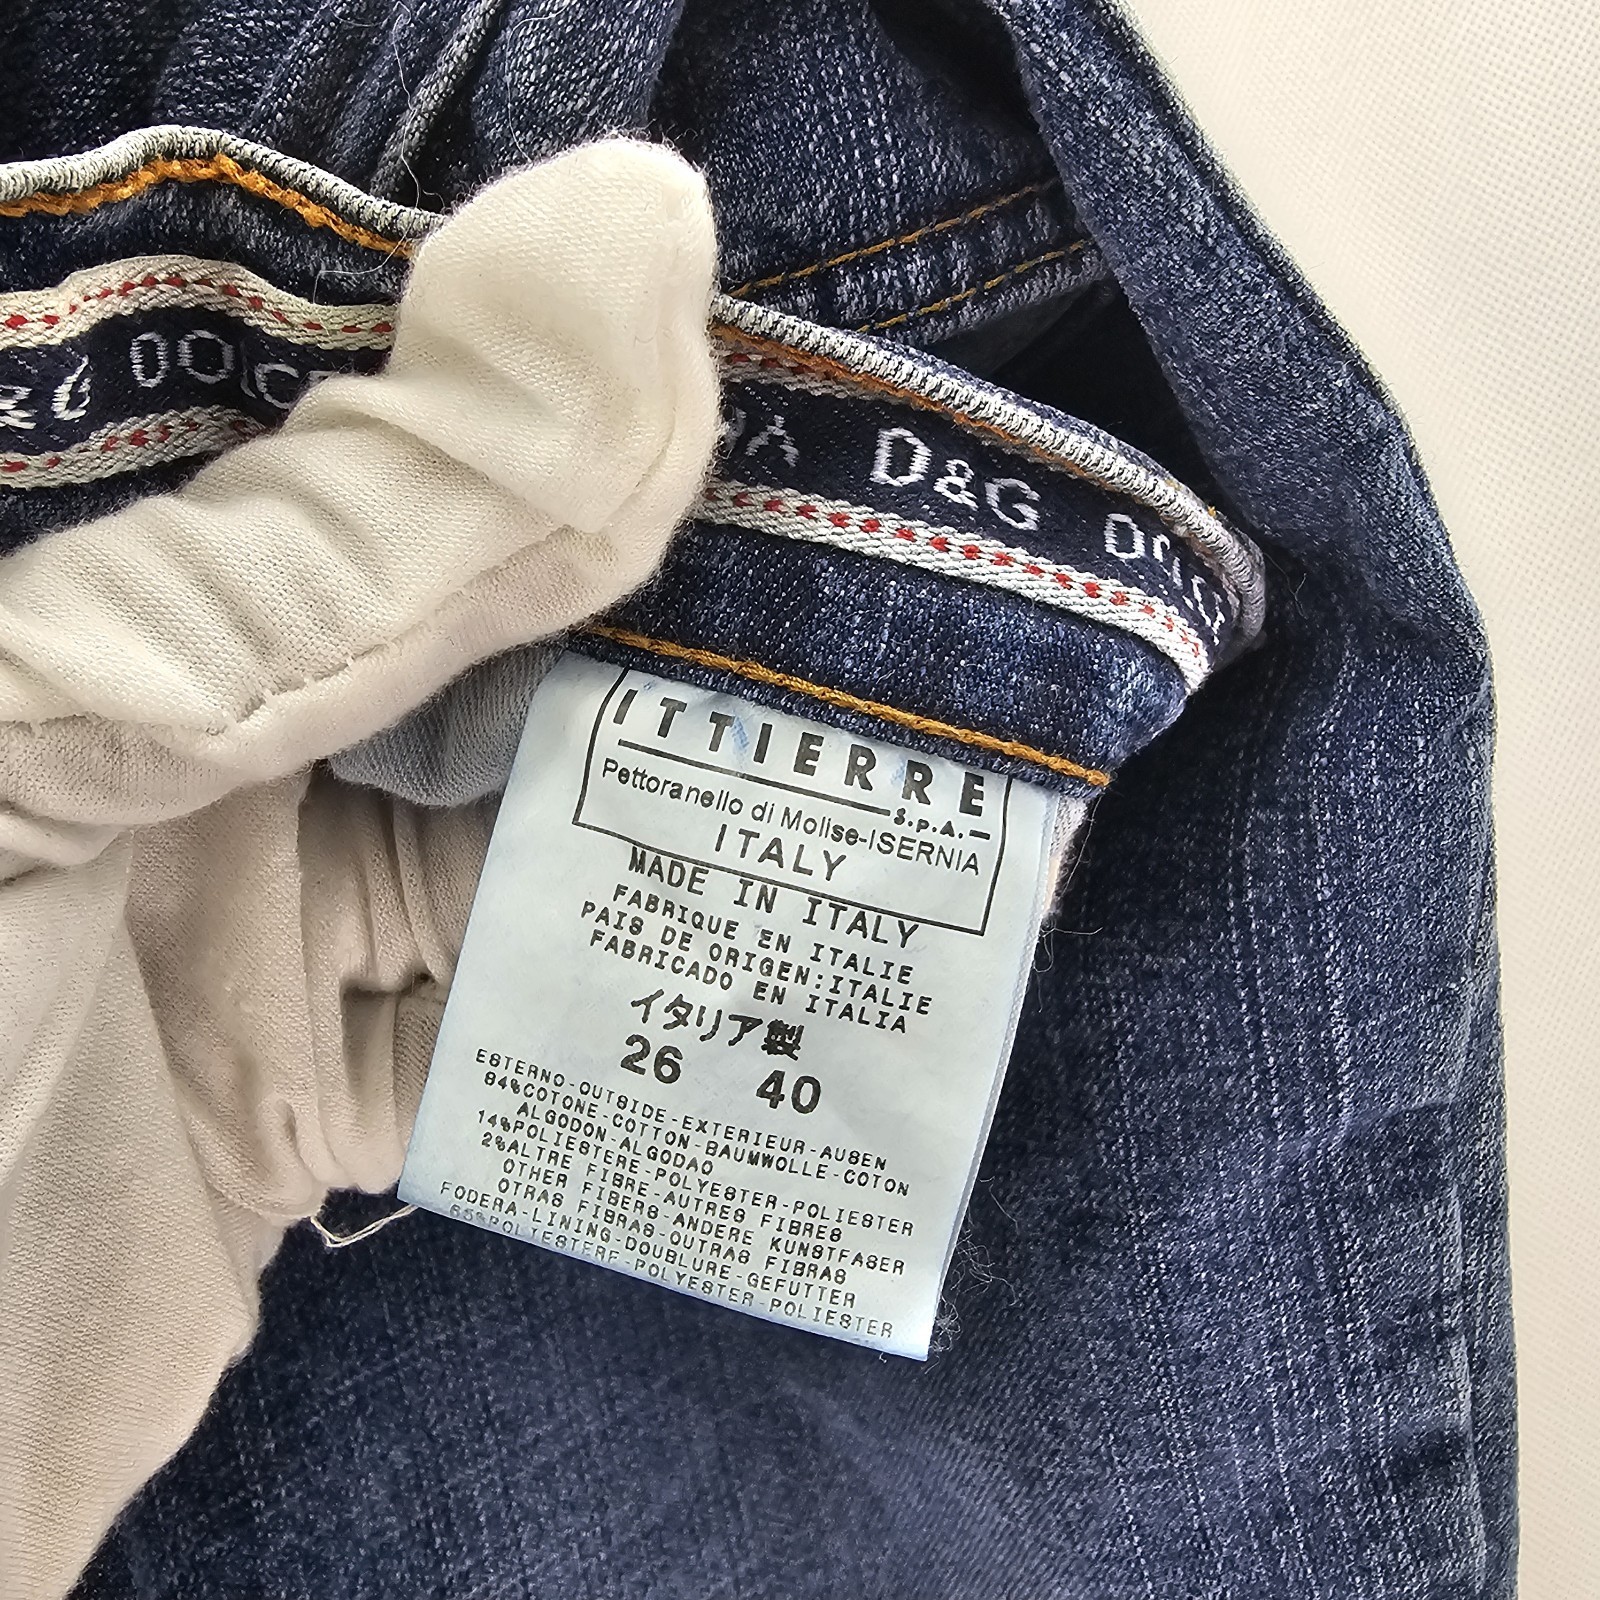 &G DOLCE
NA D&G DOLCE
ITTIERRE
S.p.A.
Pettoranello di Molise-ISERNIA
ITALY
MADE IN ITALY
FABRIQUE EN ITALIE
PAIS DE ORIGEN:ITALIE
FABRICADO EN ITALIA
イタリア製
26 40
ESTERNO-OUTSIDE-EXTERIEUR-AUSEN
84%COTONE-COTTON-BAUMWOLLE-COTON
ALGODON-ALGODAO
14%POLIESTERE-POLYESTER-POLIESTER
2%ALTRE FIBRE-AUTRES FIBRES
OTHER FIBERS-ANDERE KUNSTFASER
OTRAS FIBRAS-OUTRAS FIBRAS
FODERA-LINING-DOUBLURE-GEFUTTER
65%POLIESTERE-POLYESTER-POLIESTER